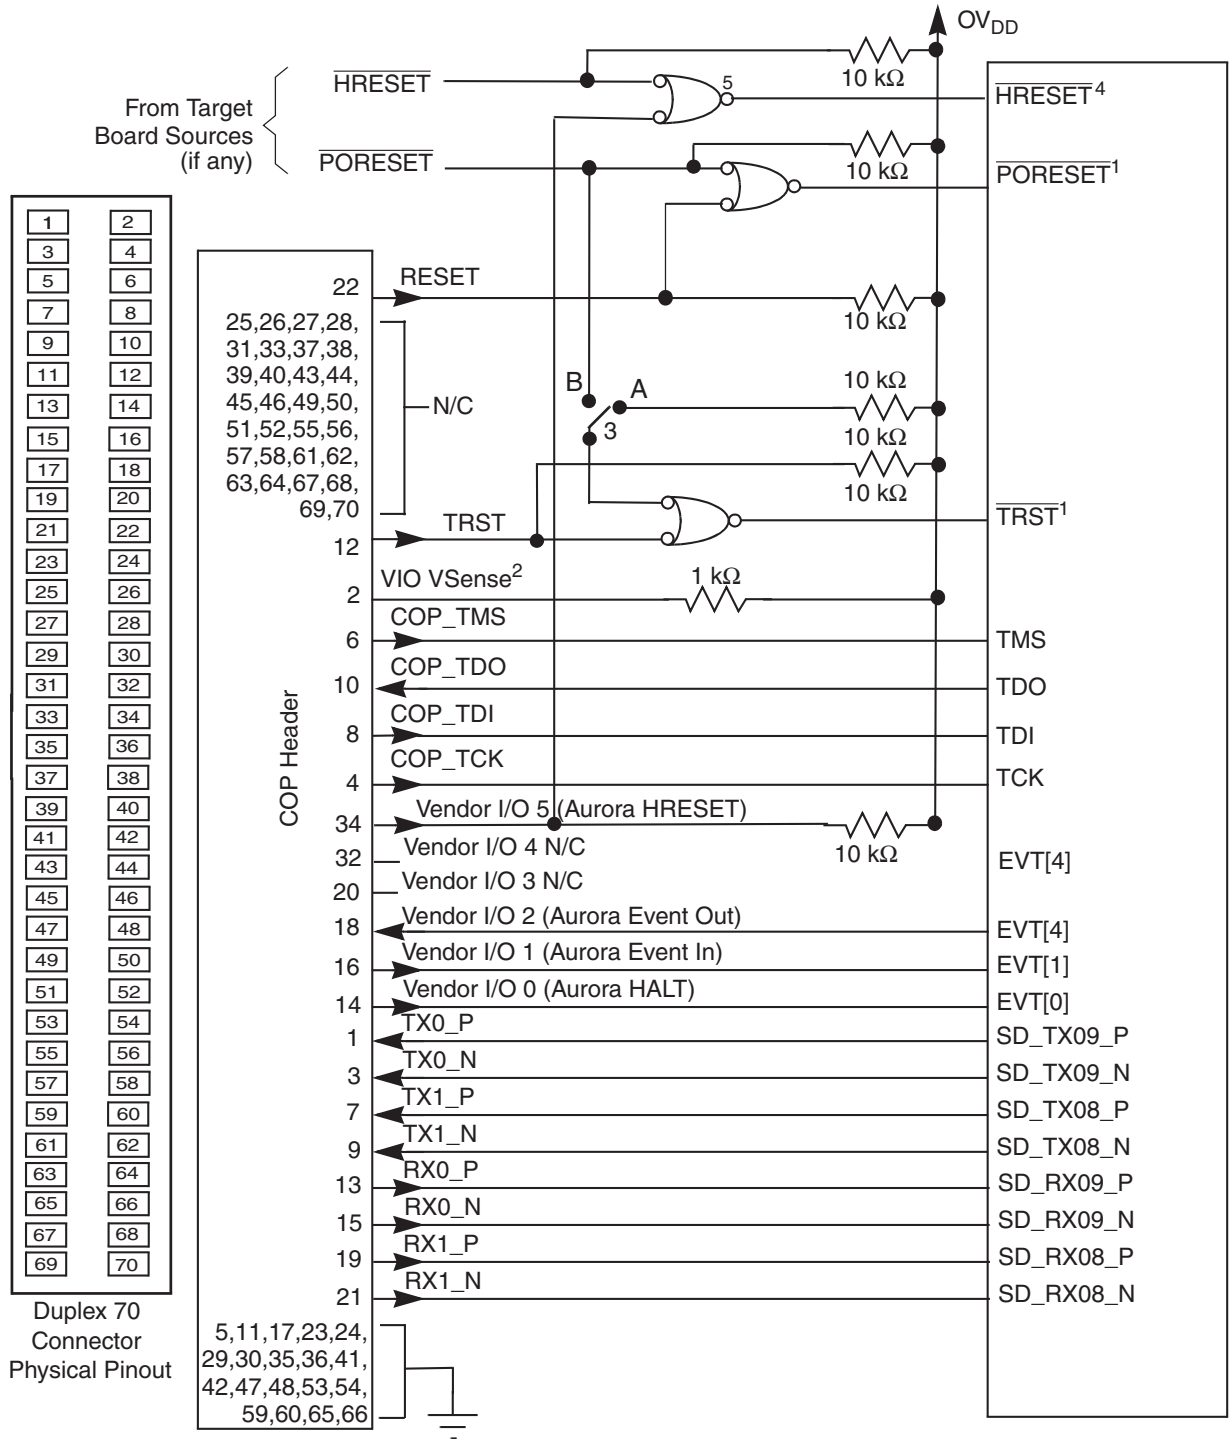 OVDD
10 kΩ
HRESET
5
HRESET4
From Target
Board Sources
(if any)
PORESET
10 kΩ
PORESET1
1 2
3 4
5 6
7 8
9 10
11 12
13 14
15 16
17 18
19 20
21 22
23 24
25 26
27 28
29 30
31 32
33 34
35 36
37 38
39 40
41 42
43 44
45 46
47 48
49 50
51 52
53 54
55 56
57 58
59 60
61 62
63 64
65 66
67 68
69 70
Duplex 70
Connector
Physical Pinout
COP Header
22 RESET
10 kΩ
25,26,27,28,
31,33,37,38,
39,40,43,44,
45,46,49,50,
51,52,55,56,
57,58,61,62,
63,64,67,68,
69,70
N/C
B A
3
10 kΩ
10 kΩ
10 kΩ
12 TRST
TRST1
2 VIO VSense2 1 kΩ
6 COP_TMS TMS
10 COP_TDO TDO
8 COP_TDI TDI
4 COP_TCK TCK
34 Vendor I/O 5 (Aurora HRESET)
10 kΩ
32 Vendor I/O 4 N/C EVT[4]
20 Vendor I/O 3 N/C
18 Vendor I/O 2 (Aurora Event Out) EVT[4]
16 Vendor I/O 1 (Aurora Event In) EVT[1]
14 Vendor I/O 0 (Aurora HALT) EVT[0]
1 TX0_P SD_TX09_P
3 TX0_N SD_TX09_N
7 TX1_P SD_TX08_P
9 TX1_N SD_TX08_N
13 RX0_P SD_RX09_P
15 RX0_N SD_RX09_N
19 RX1_P SD_RX08_P
21 RX1_N SD_RX08_N
5,11,17,23,24,
29,30,35,36,41,
42,47,48,53,54,
59,60,65,66